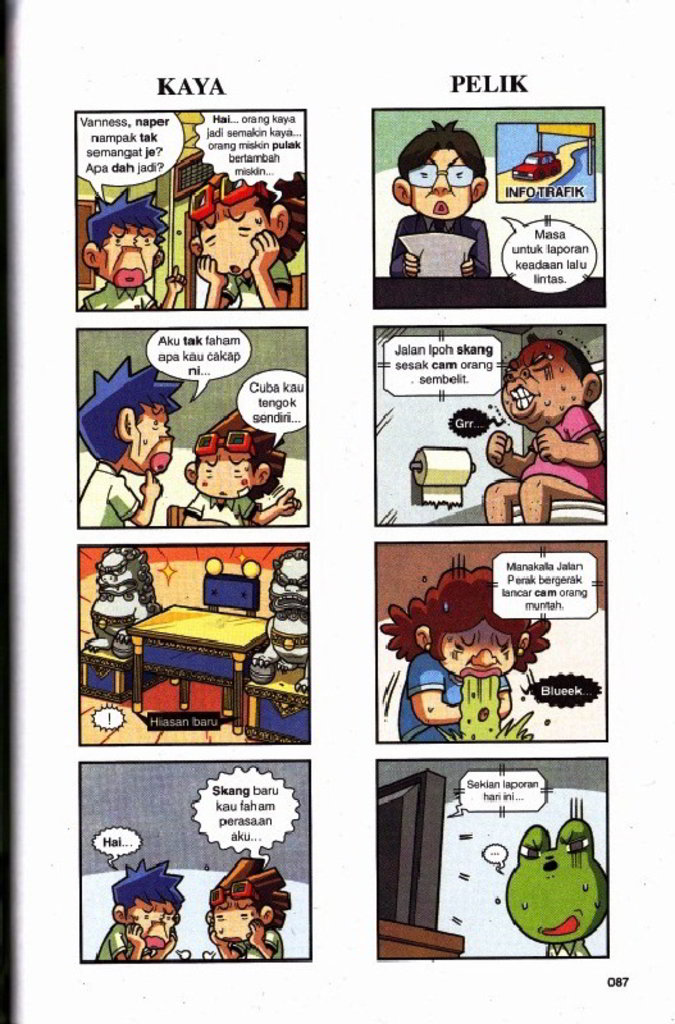 KAYA
Vanness, naper
nampak tak
semangat je?
Apa dah jadi?
Hai... orang kaya
jadi semakin kaya...
orang miskin pulak
bertambah
miskin...
Aku tak faham
apa kau cakap
ni...
Cuba kau
tengok
sendiri...
!
Hiasan baru
Hai...
Skang baru
kau faham
perasaan
aku...
PELIK
INFO TRAFIK
Masa
untuk laporan
keadaan lalu
lintas.
Jalan Ipoh skang
sesak cam orang
sembelit.
Grr...
Manakala Jalan
Perak bergerak
lancar cam orang
muntah.
Blueek...
Sekian laporan
hari ini...
...
087